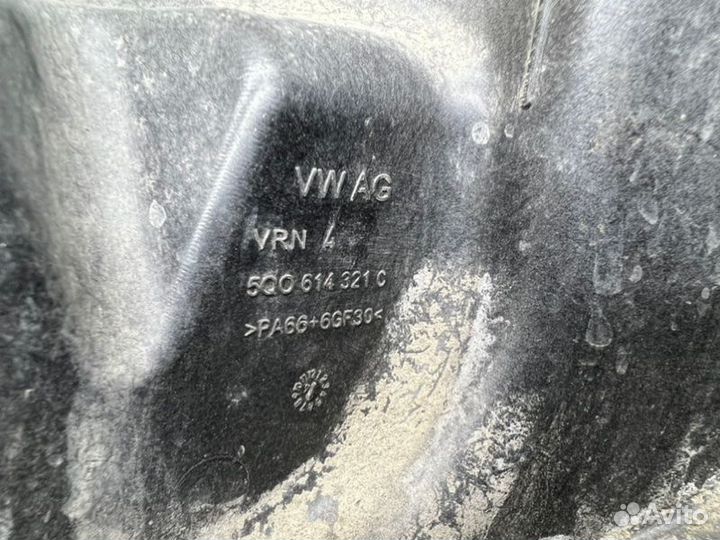 VW AG
VRN 4
5Q0 614 321 C
>PA66+6GF30<
Avito